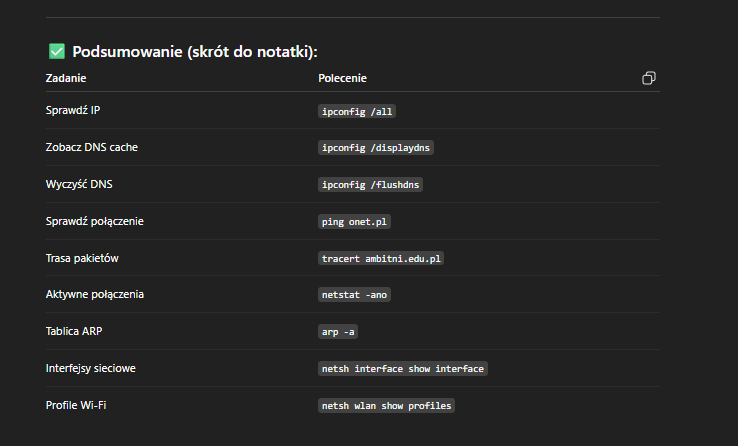 ✅ Podsumowanie (skrót do notatki):
Zadanie Polecenie
Sprawdź IP ipconfig /all
Zobacz DNS cache ipconfig /displaydns
Wyczyść DNS ipconfig /flushdns
Sprawdź połączenie ping onet.pl
Trasa pakietów tracert ambitni.edu.pl
Aktywne połączenia netstat -ano
Tablica ARP arp -a
Interfejsy sieciowe netsh interface show interface
Profile Wi-Fi netsh wlan show profiles